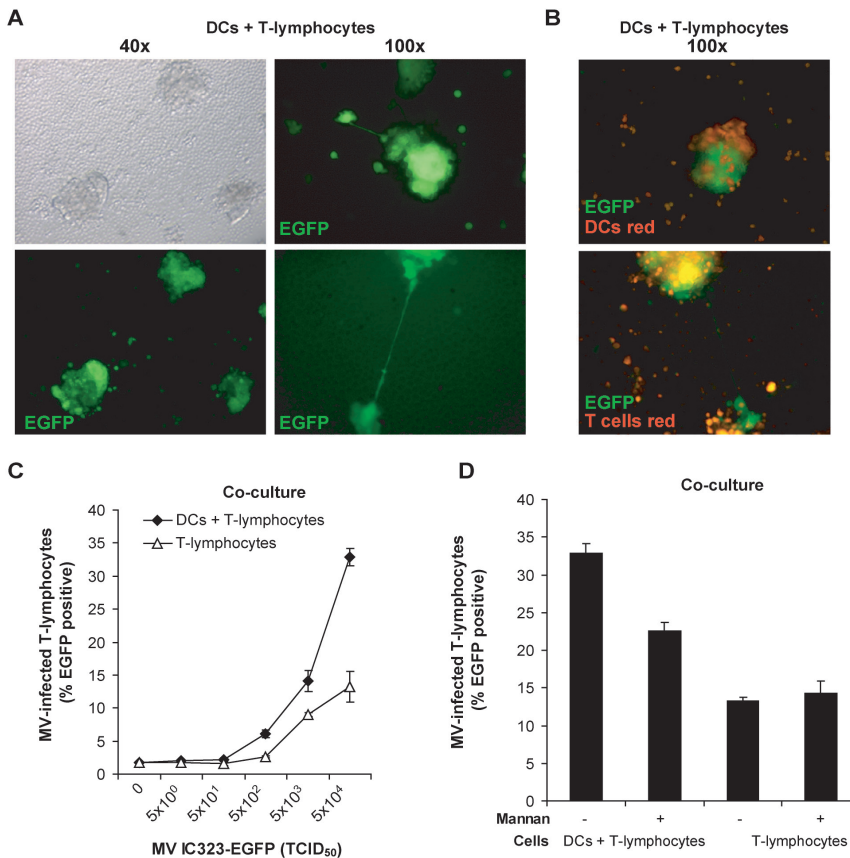 A
DCs + T-lymphocytes
40x
100x
EGFP
EGFP
EGFP
B
DCs + T-lymphocytes
100x
EGFP
DCs red
EGFP
T cells red
C
Co-culture
DCs + T-lymphocytes
T-lymphocytes
MV-infected T-lymphocytes
(% EGFP positive)
40
35
30
25
20
15
10
5
0
0
5x10⁰
5x10¹
5x10²
5x10³
5x10⁴
MV IC323-EGFP (TCID₅₀)
D
Co-culture
MV-infected T-lymphocytes
(% EGFP positive)
40
35
30
25
20
15
10
5
0
Mannan - + - +
Cells DCs + T-lymphocytes T-lymphocytes